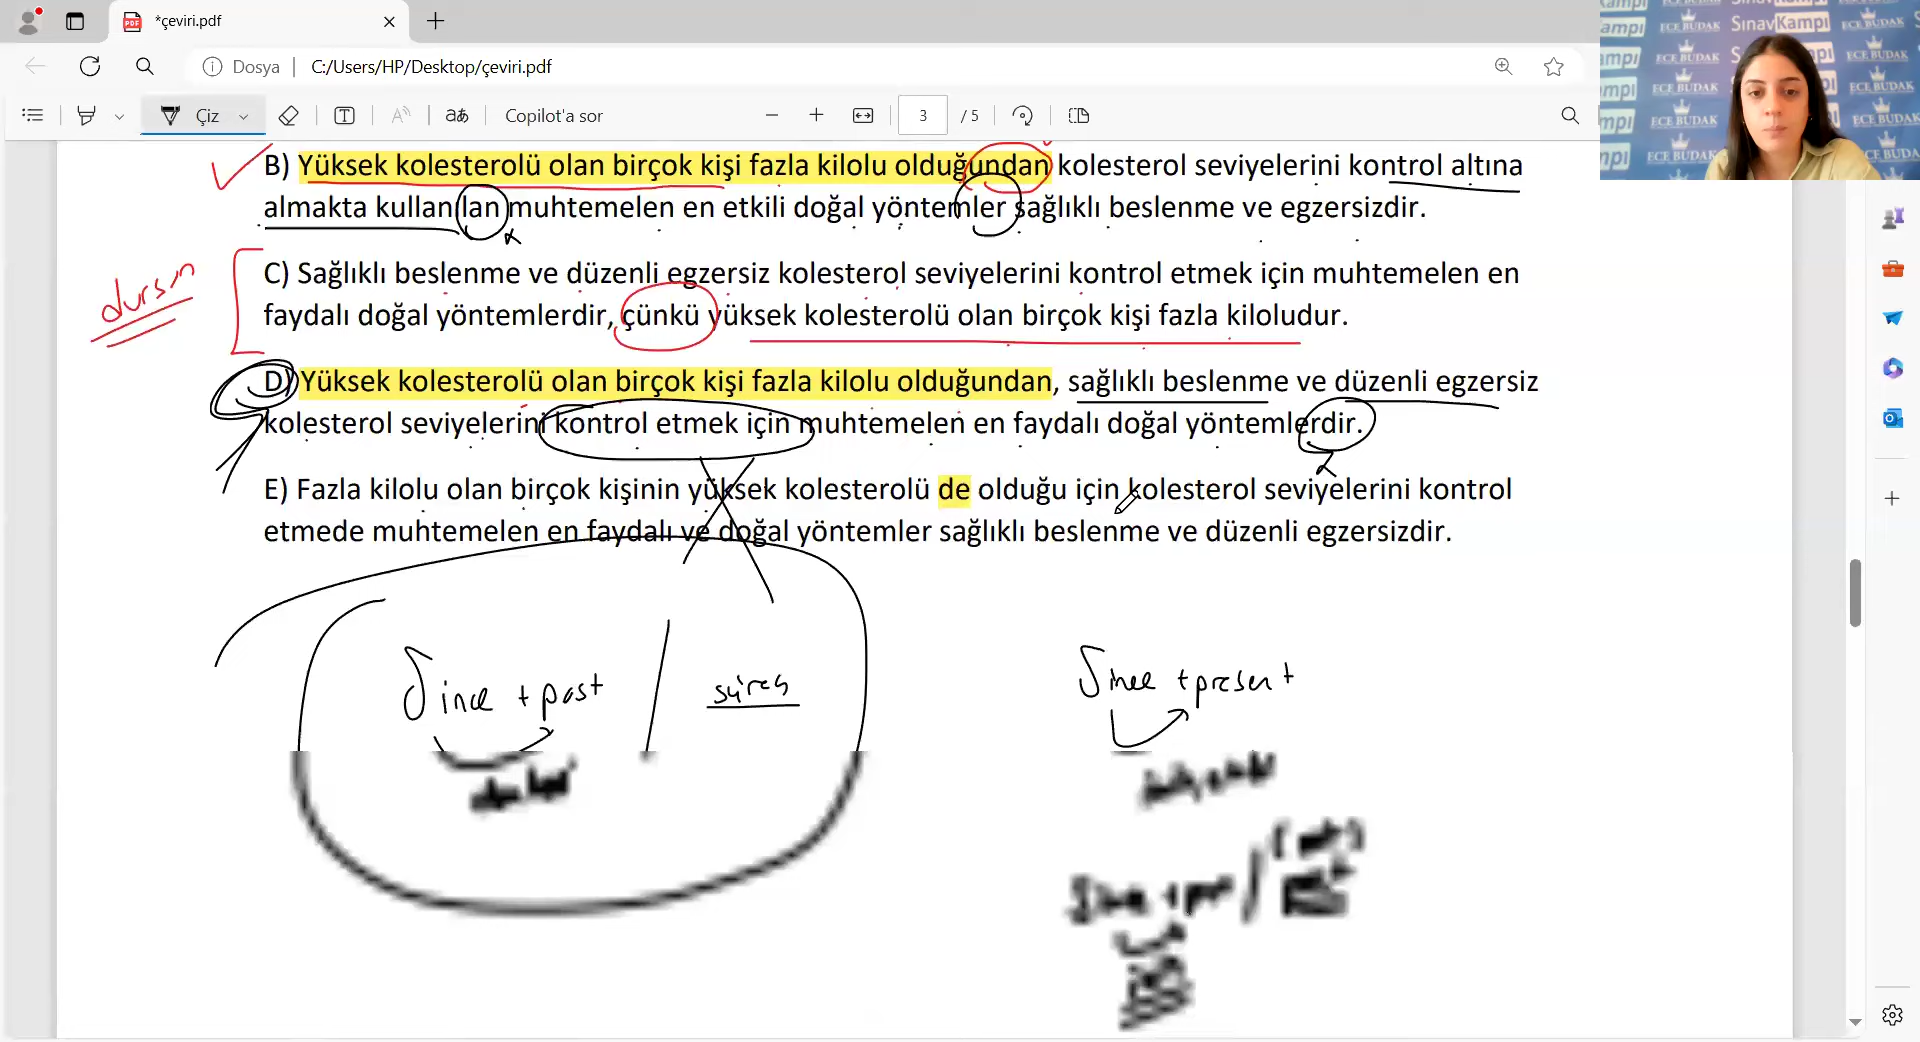 *çeviri.pdf
Dosya | C:/Users/HP/Desktop/çeviri.pdf
Çiz
aあ
Copilot'a sor
3 / 5
SınavKampı
ECE BUDAK
B) Yüksek kolesterolü olan birçok kişi fazla kilolu olduğundan kolesterol seviyelerini kontrol altına
almakta kullanılan muhtemelen en etkili doğal yöntemler sağlıklı beslenme ve egzersizdir.
dursun
C) Sağlıklı beslenme ve düzenli egzersiz kolesterol seviyelerini kontrol etmek için muhtemelen en
faydalı doğal yöntemlerdir, çünkü yüksek kolesterolü olan birçok kişi fazla kiloludur.
D) Yüksek kolesterolü olan birçok kişi fazla kilolu olduğundan, sağlıklı beslenme ve düzenli egzersiz
kolesterol seviyelerini kontrol etmek için muhtemelen en faydalı doğal yöntemlerdir.
E) Fazla kilolu olan birçok kişinin yüksek kolesterolü de olduğu için kolesterol seviyelerini kontrol
etmede muhtemelen en faydalı ve doğal yöntemler sağlıklı beslenme ve düzenli egzersizdir.
Since + past / süreç
Since + present